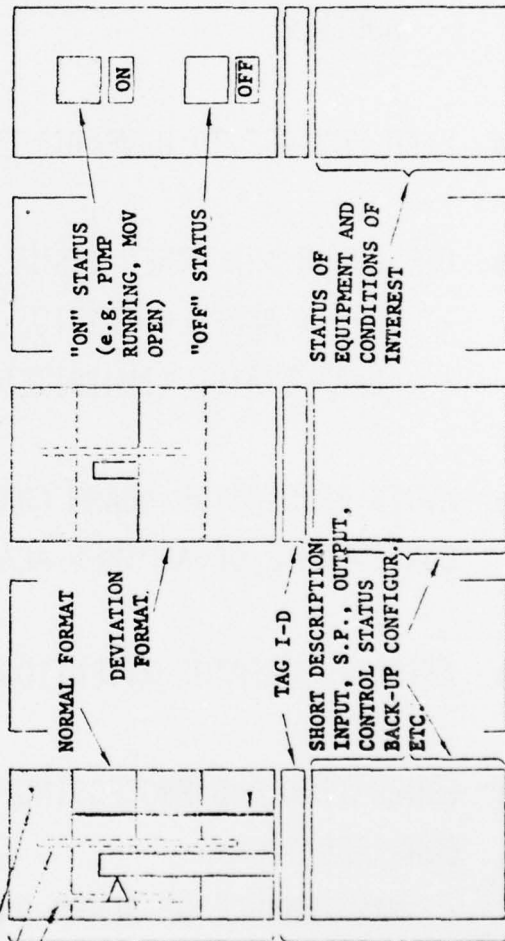 NORMAL FORMAT
DEVIATION
FORMAT
TAG I-D
SHORT DESCRIPTION
INPUT, S.P., OUTPUT,
CONTROL STATUS
BACK-UP CONFIGUR.
ETC.
"ON" STATUS
(e.g. PUMP
RUNNING, MOV
OPEN)
"OFF" STATUS
STATUS OF
EQUIPMENT AND
CONDITIONS OF
INTEREST
ON
OFF